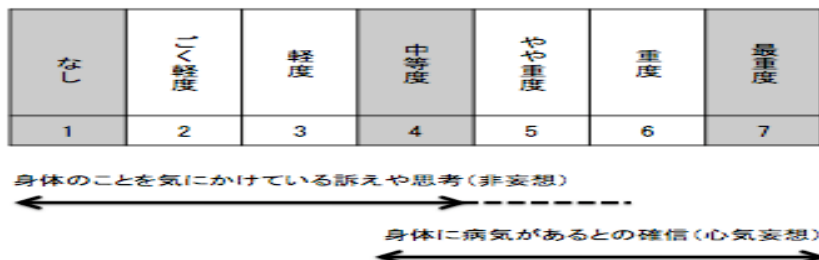 なし ごく軽度 軽度 中等度 やや重度 重度 最重度
1 2 3 4 5 6 7
身体のことを気にかけている訴えや思考(非妄想)
身体に病気があるとの確信(心気妄想)